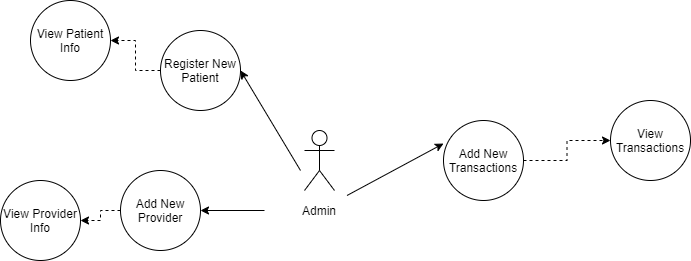 View Patient
Info
Register New
Patient
View
Transactions
Add New
Transactions
Admin
Add New
Provider
View Provider
Info